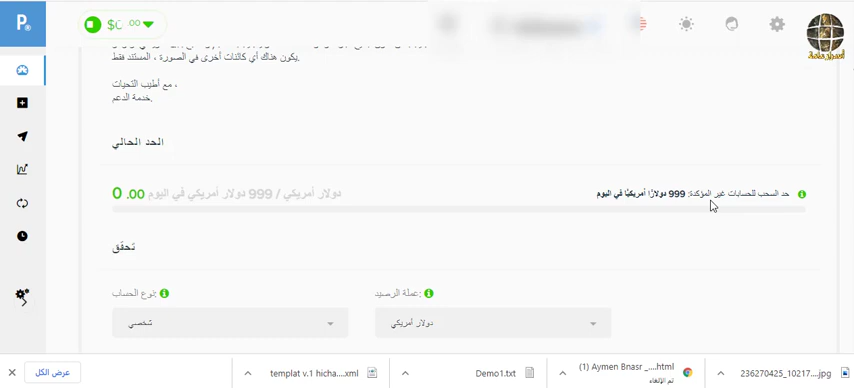 P
$0.00
أسرار عامة
يكون هناك أي كائنات أخرى في الصورة ، المستند فقط.
مع أطيب التحيات ،
خدمة الدعم.
الحد الحالي
حد السحب للحسابات غير المؤكدة: 999 دولارًا أمريكيًا في اليوم
0.00 دولار أمريكي / 999 دولار أمريكي في اليوم
تحقق
نوع الحساب:
عملة الرصيد:
شخصي
دولار أمريكي
عرض الكل
templat v.1 hicha....xml
Demo1.txt
(1) Aymen Bnasr _....html
تم الإلغاء
236270425_10217....jpg